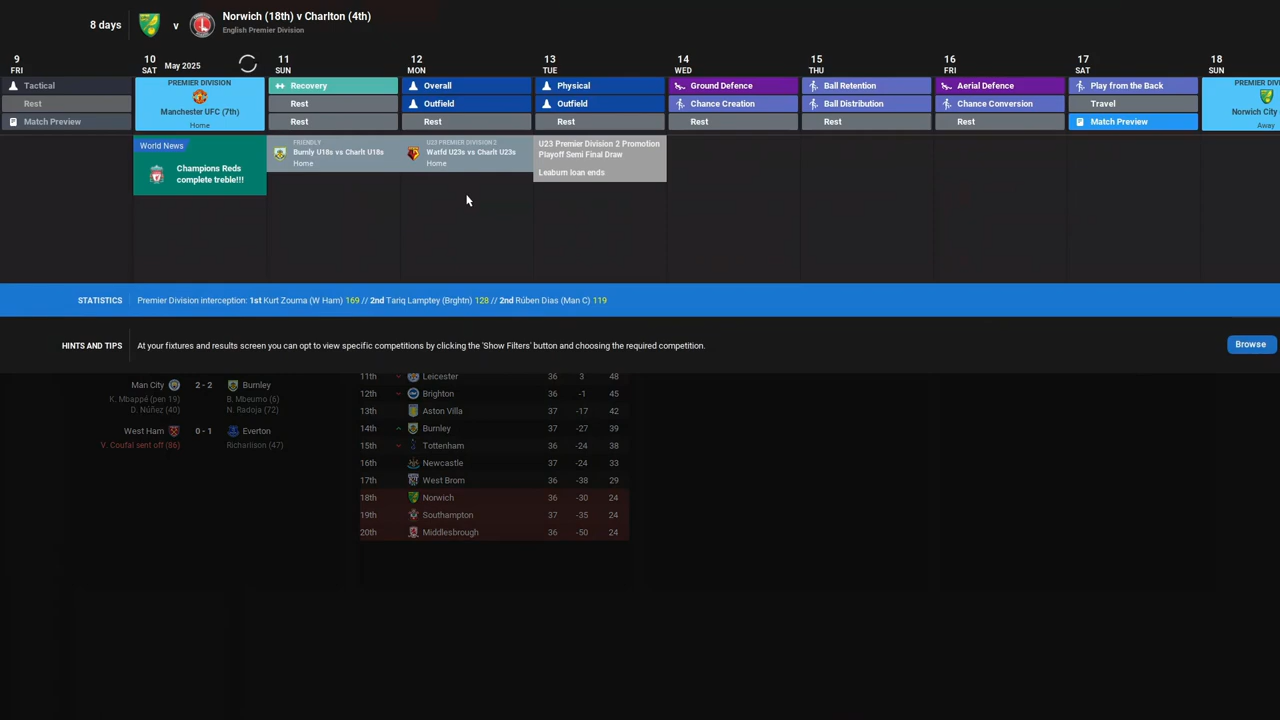 8 days
v
Norwich (18th) v Charlton (4th)
English Premier Division
9
FRI
10
SAT
May 2025
11
SUN
12
MON
13
TUE
14
WED
15
THU
16
FRI
17
SAT
18
SUN
Tactical
Rest
Match Preview
PREMIER DIVISION
Manchester UFC (7th)
Home
Recovery
Rest
Rest
Overall
Outfield
Rest
Physical
Outfield
Rest
Ground Defence
Chance Creation
Rest
Ball Retention
Ball Distribution
Rest
Aerial Defence
Chance Conversion
Rest
Play from the Back
Travel
Match Preview
PREMIER DIVI
Norwich City
Away
World News
Champions Reds
complete treble!!!
FRIENDLY
Burnly U18s vs Charlt U18s
Home
U23 PREMIER DIVISION 2
Watfd U23s vs Charlt U23s
Home
U23 Premier Division 2 Promotion
Playoff Semi Final Draw
Leaburn loan ends
STATISTICS
Premier Division interception: 1st Kurt Zouma (W Ham) 169 // 2nd Tariq Lamptey (Brghtn) 128 // 2nd Rúben Dias (Man C) 119
HINTS AND TIPS
At your fixtures and results screen you can opt to view specific competitions by clicking the 'Show Filters' button and choosing the required competition.
Browse
Man City 2 - 2 Burnley
K. Mbappé (pen 19) B. Mbeumo (6)
D. Núñez (40) N. Radoja (72)
West Ham 0 - 1 Everton
V. Coufal sent off (86) Richarlison (47)
11th Leicester 36 3 48
12th Brighton 36 -1 45
13th Aston Villa 37 -17 42
14th Burnley 37 -27 39
15th Tottenham 36 -24 38
16th Newcastle 37 -24 33
17th West Brom 36 -38 29
18th Norwich 36 -30 24
19th Southampton 37 -35 24
20th Middlesbrough 36 -50 24